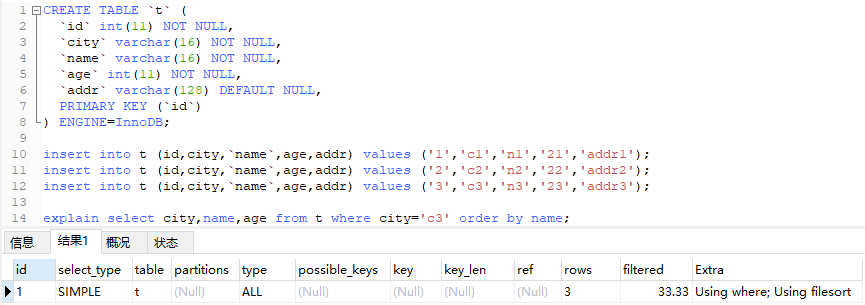 1 CREATE TABLE `t` (
2 `id` int(11) NOT NULL,
3 `city` varchar(16) NOT NULL,
4 `name` varchar(16) NOT NULL,
5 `age` int(11) NOT NULL,
6 `addr` varchar(128) DEFAULT NULL,
7 PRIMARY KEY (`id`)
8 ) ENGINE=InnoDB;
9
10 insert into t (id,city,`name`,age,addr) values ('1','c1','n1','21','addr1');
11 insert into t (id,city,`name`,age,addr) values ('2','c2','n2','22','addr2');
12 insert into t (id,city,`name`,age,addr) values ('3','c3','n3','23','addr3');
13
14 explain select city,name,age from t where city='c3' order by name;
信息 结果1 概况 状态
id select_type table partitions type possible_keys key key_len ref rows filtered Extra
1 SIMPLE t (Null) ALL (Null) (Null) (Null) (Null) 3 33.33 Using where; Using filesort